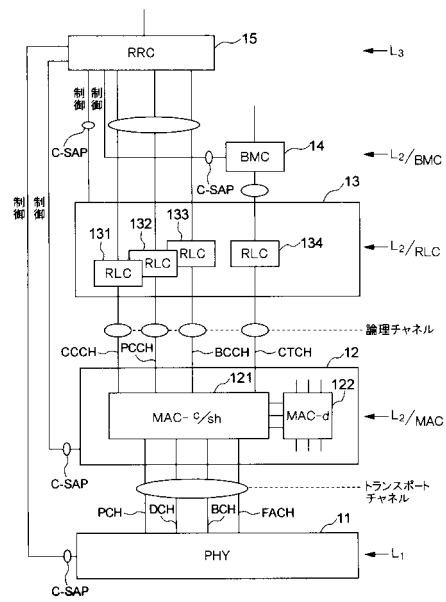 15
RRC
L3
制御
制御
C-SAP
BMC
14
L2/BMC
C-SAP
13
制御
制御
131
132
133
RLC
RLC
RLC
RLC
134
L2/RLC
論理チャネル
CCCH
PCCH
BCCH
CTCH
12
121
122
MAC-c/sh
MAC-d
L2/MAC
C-SAP
トランスポート
チャネル
PCH
DCH
BCH
FACH
11
PHY
L1
C-SAP